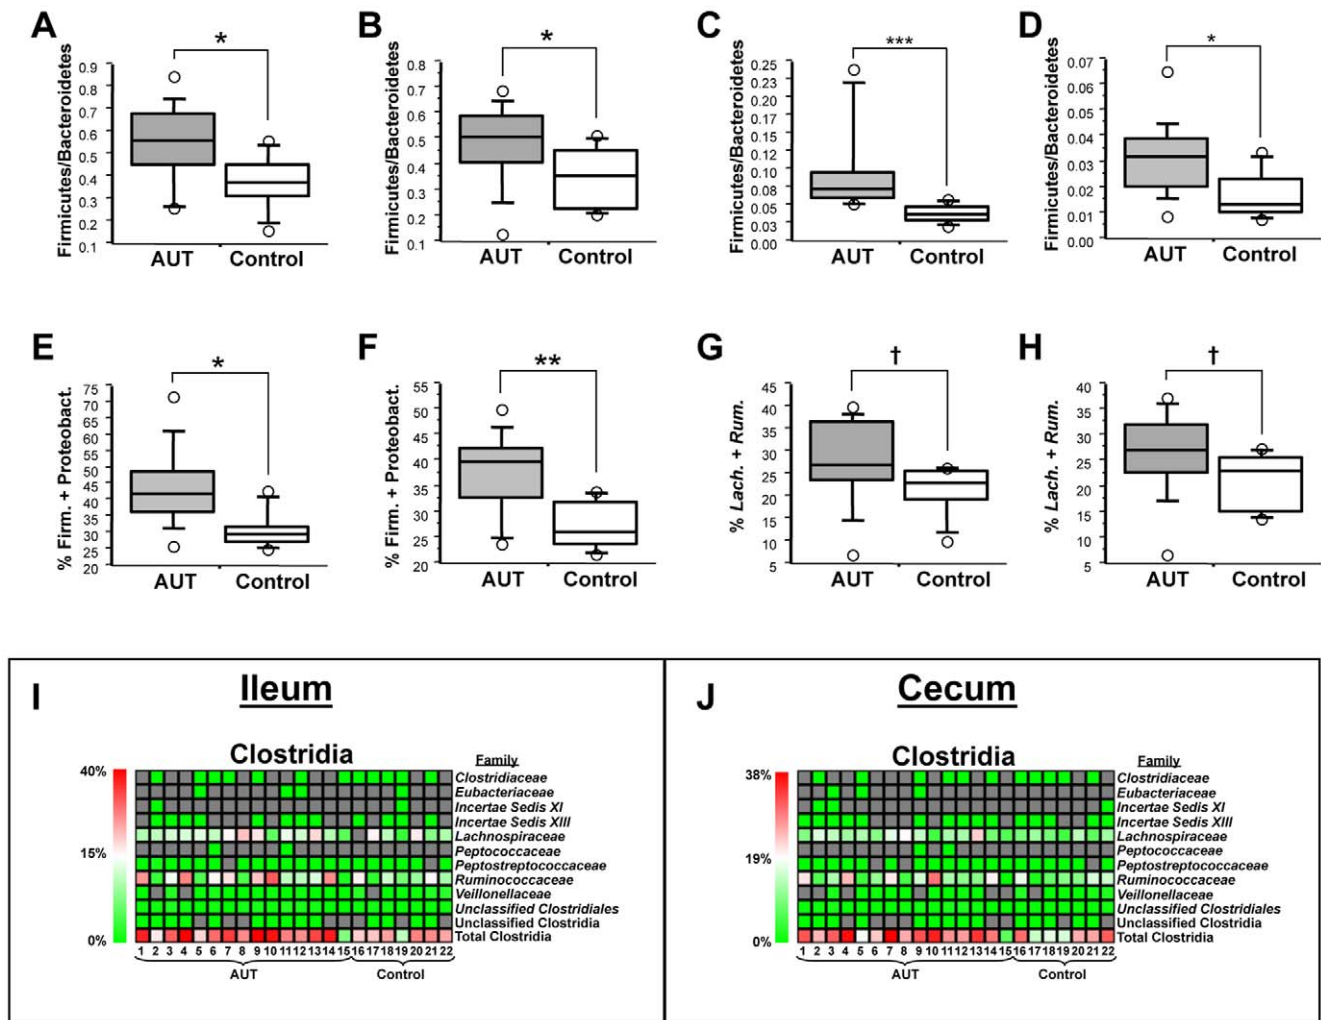 A
*
Firmicutes/Bacteroidetes
0.9
0.8
0.7
0.6
0.5
0.4
0.3
0.2
0.1
AUT Control
B
*
Firmicutes/Bacteroidetes
0.8
0.7
0.6
0.5
0.4
0.3
0.2
0.1
AUT Control
C
***
Firmicutes/Bacteroidetes
0.25
0.23
0.20
0.17
0.15
0.12
0.10
0.08
0.05
0.03
0.00
AUT Control
D
*
Firmicutes/Bacteroidetes
0.07
0.06
0.05
0.04
0.03
0.02
0.01
0.00
AUT Control
E
*
% Firm. + Proteobact.
75
70
65
60
55
50
45
40
35
30
25
20
AUT Control
F
**
% Firm. + Proteobact.
55
50
45
40
35
30
25
20
AUT Control
G
†
% Lach. + Rum.
45
40
35
30
25
20
15
10
5
AUT Control
H
†
% Lach. + Rum.
40
35
30
25
20
15
10
5
AUT Control
I
Ileum
Clostridia
Family
40%
15%
0%
Clostridiaceae
Eubacteriaceae
Incertae Sedis XI
Incertae Sedis XIII
Lachnospiraceae
Peptococcaceae
Peptostreptococcaceae
Ruminococcaceae
Veillonellaceae
Unclassified Clostridiales
Unclassified Clostridia
Total Clostridia
1 2 3 4 5 6 7 8 9 10 11 12 13 14 15 16 17 18 19 20 21 22
AUT Control
J
Cecum
Clostridia
Family
38%
19%
0%
Clostridiaceae
Eubacteriaceae
Incertae Sedis XI
Incertae Sedis XIII
Lachnospiraceae
Peptococcaceae
Peptostreptococcaceae
Ruminococcaceae
Veillonellaceae
Unclassified Clostridiales
Unclassified Clostridia
Total Clostridia
1 2 3 4 5 6 7 8 9 10 11 12 13 14 15 16 17 18 19 20 21 22
AUT Control